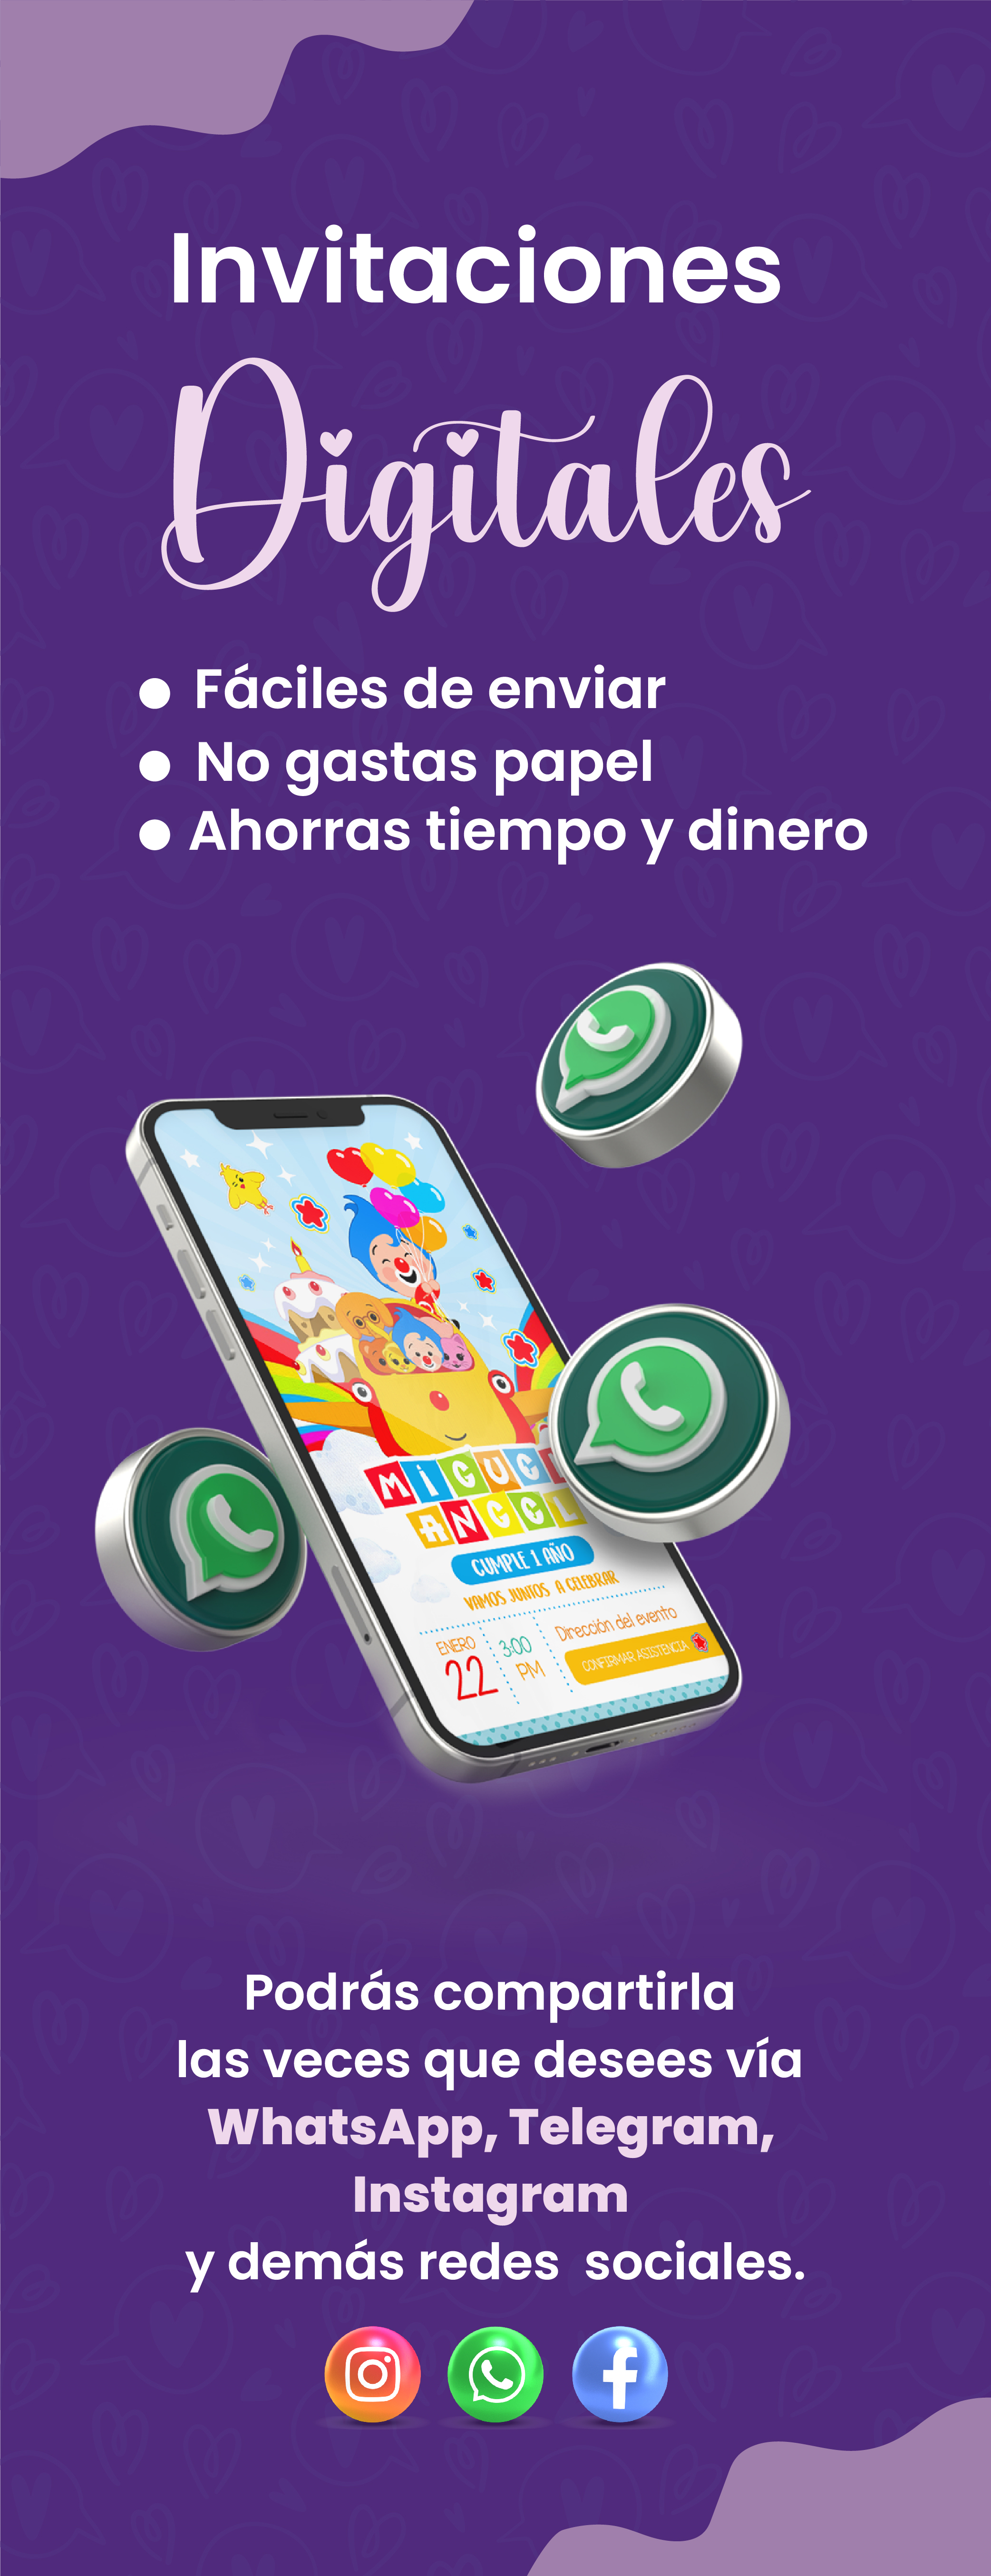 Invitaciones
Digitales
● Fáciles de enviar
● No gastas papel
● Ahorras tiempo y dinero
MIGUEL
ANGEL
CUMPLE 1 AÑO
VAMOS JUNTOS A CELEBRAR
ENERO
22
3:00
PM
Dirección del evento
CONFIRMAR ASISTENCIA
Podrás compartirla
las veces que desees vía
WhatsApp, Telegram,
Instagram
y demás redes sociales.